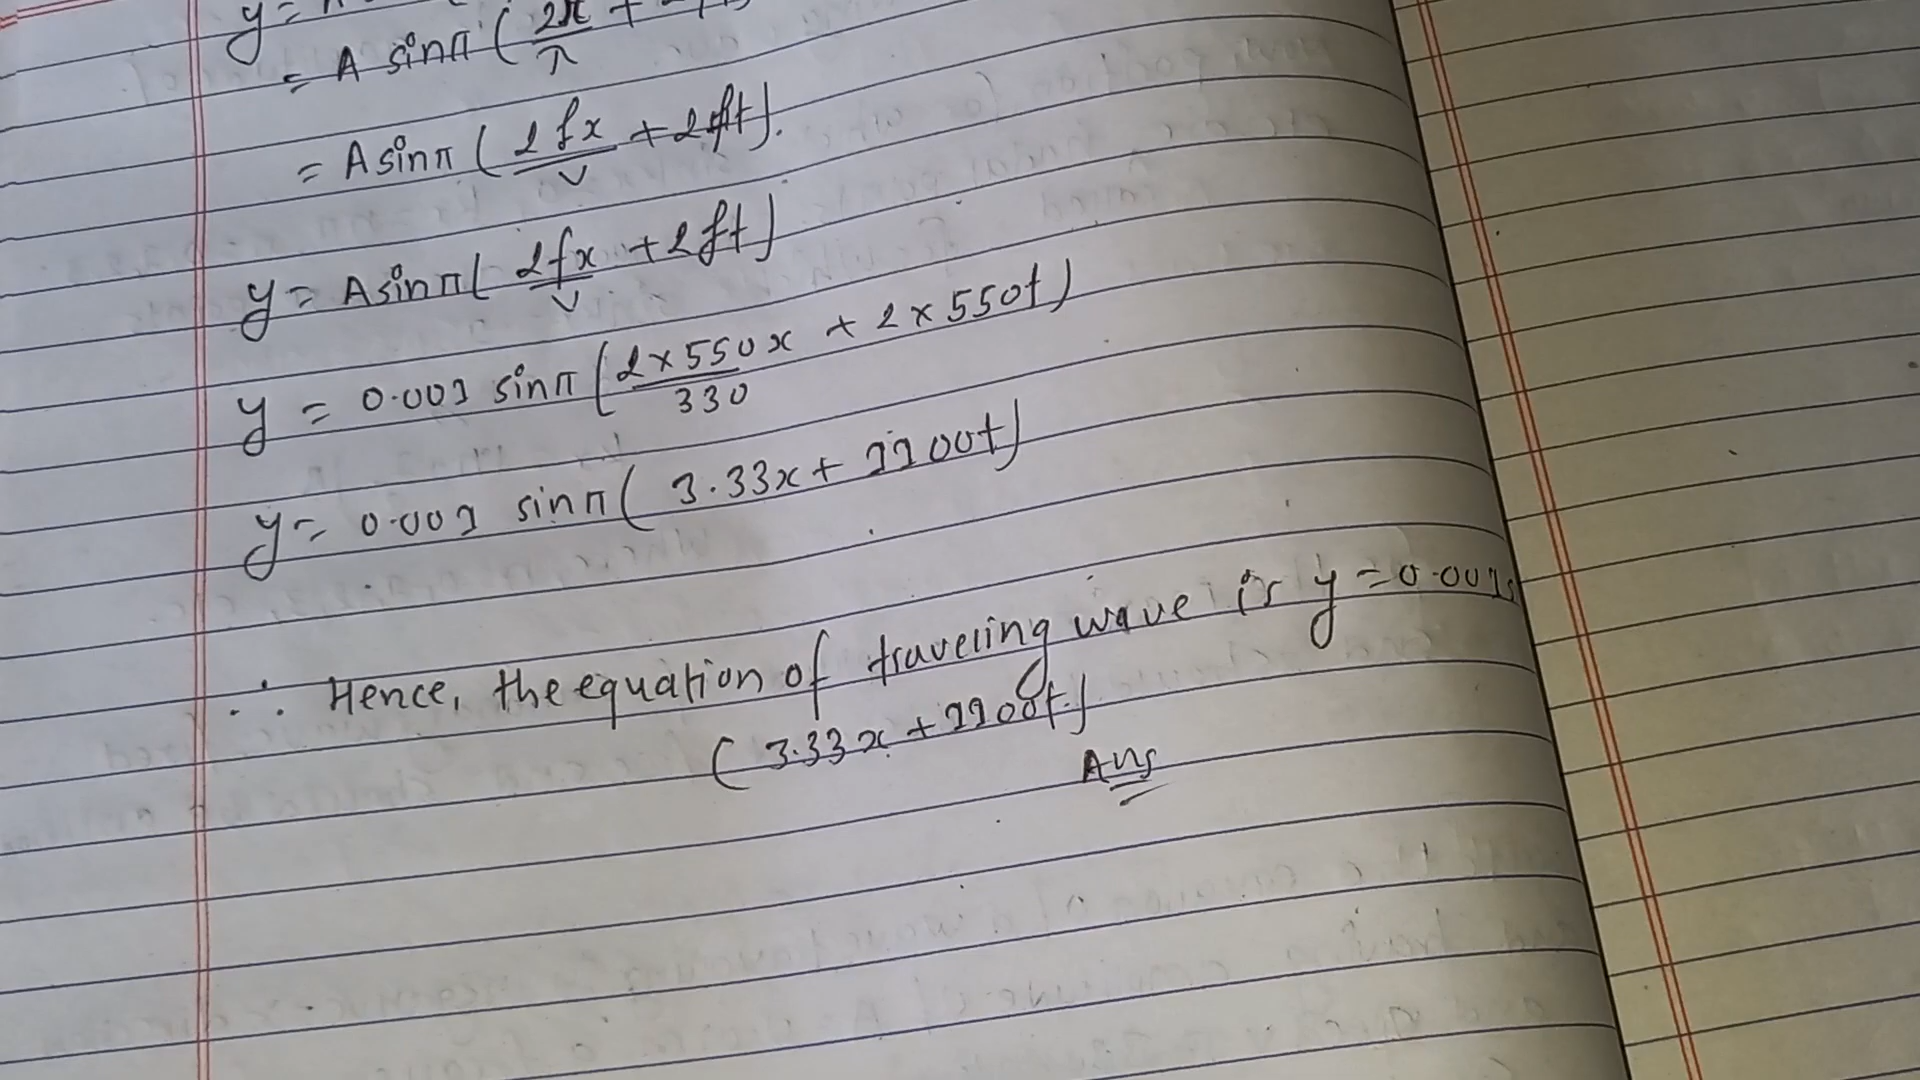 y =
= A sinπ ( 2x/λ +
= A sinπ ( 2fx/v + 2ft ).
y = A sinπ ( 2fx/v + 2ft )
y = 0.001 sinπ ( 2×550x/330 + 2×550t )
y = 0.001 sinπ ( 3.33x + 1100t )
∴ Hence, the equation of traveling wave is y = 0.001s
( 3.33x + 1100t )
Ans